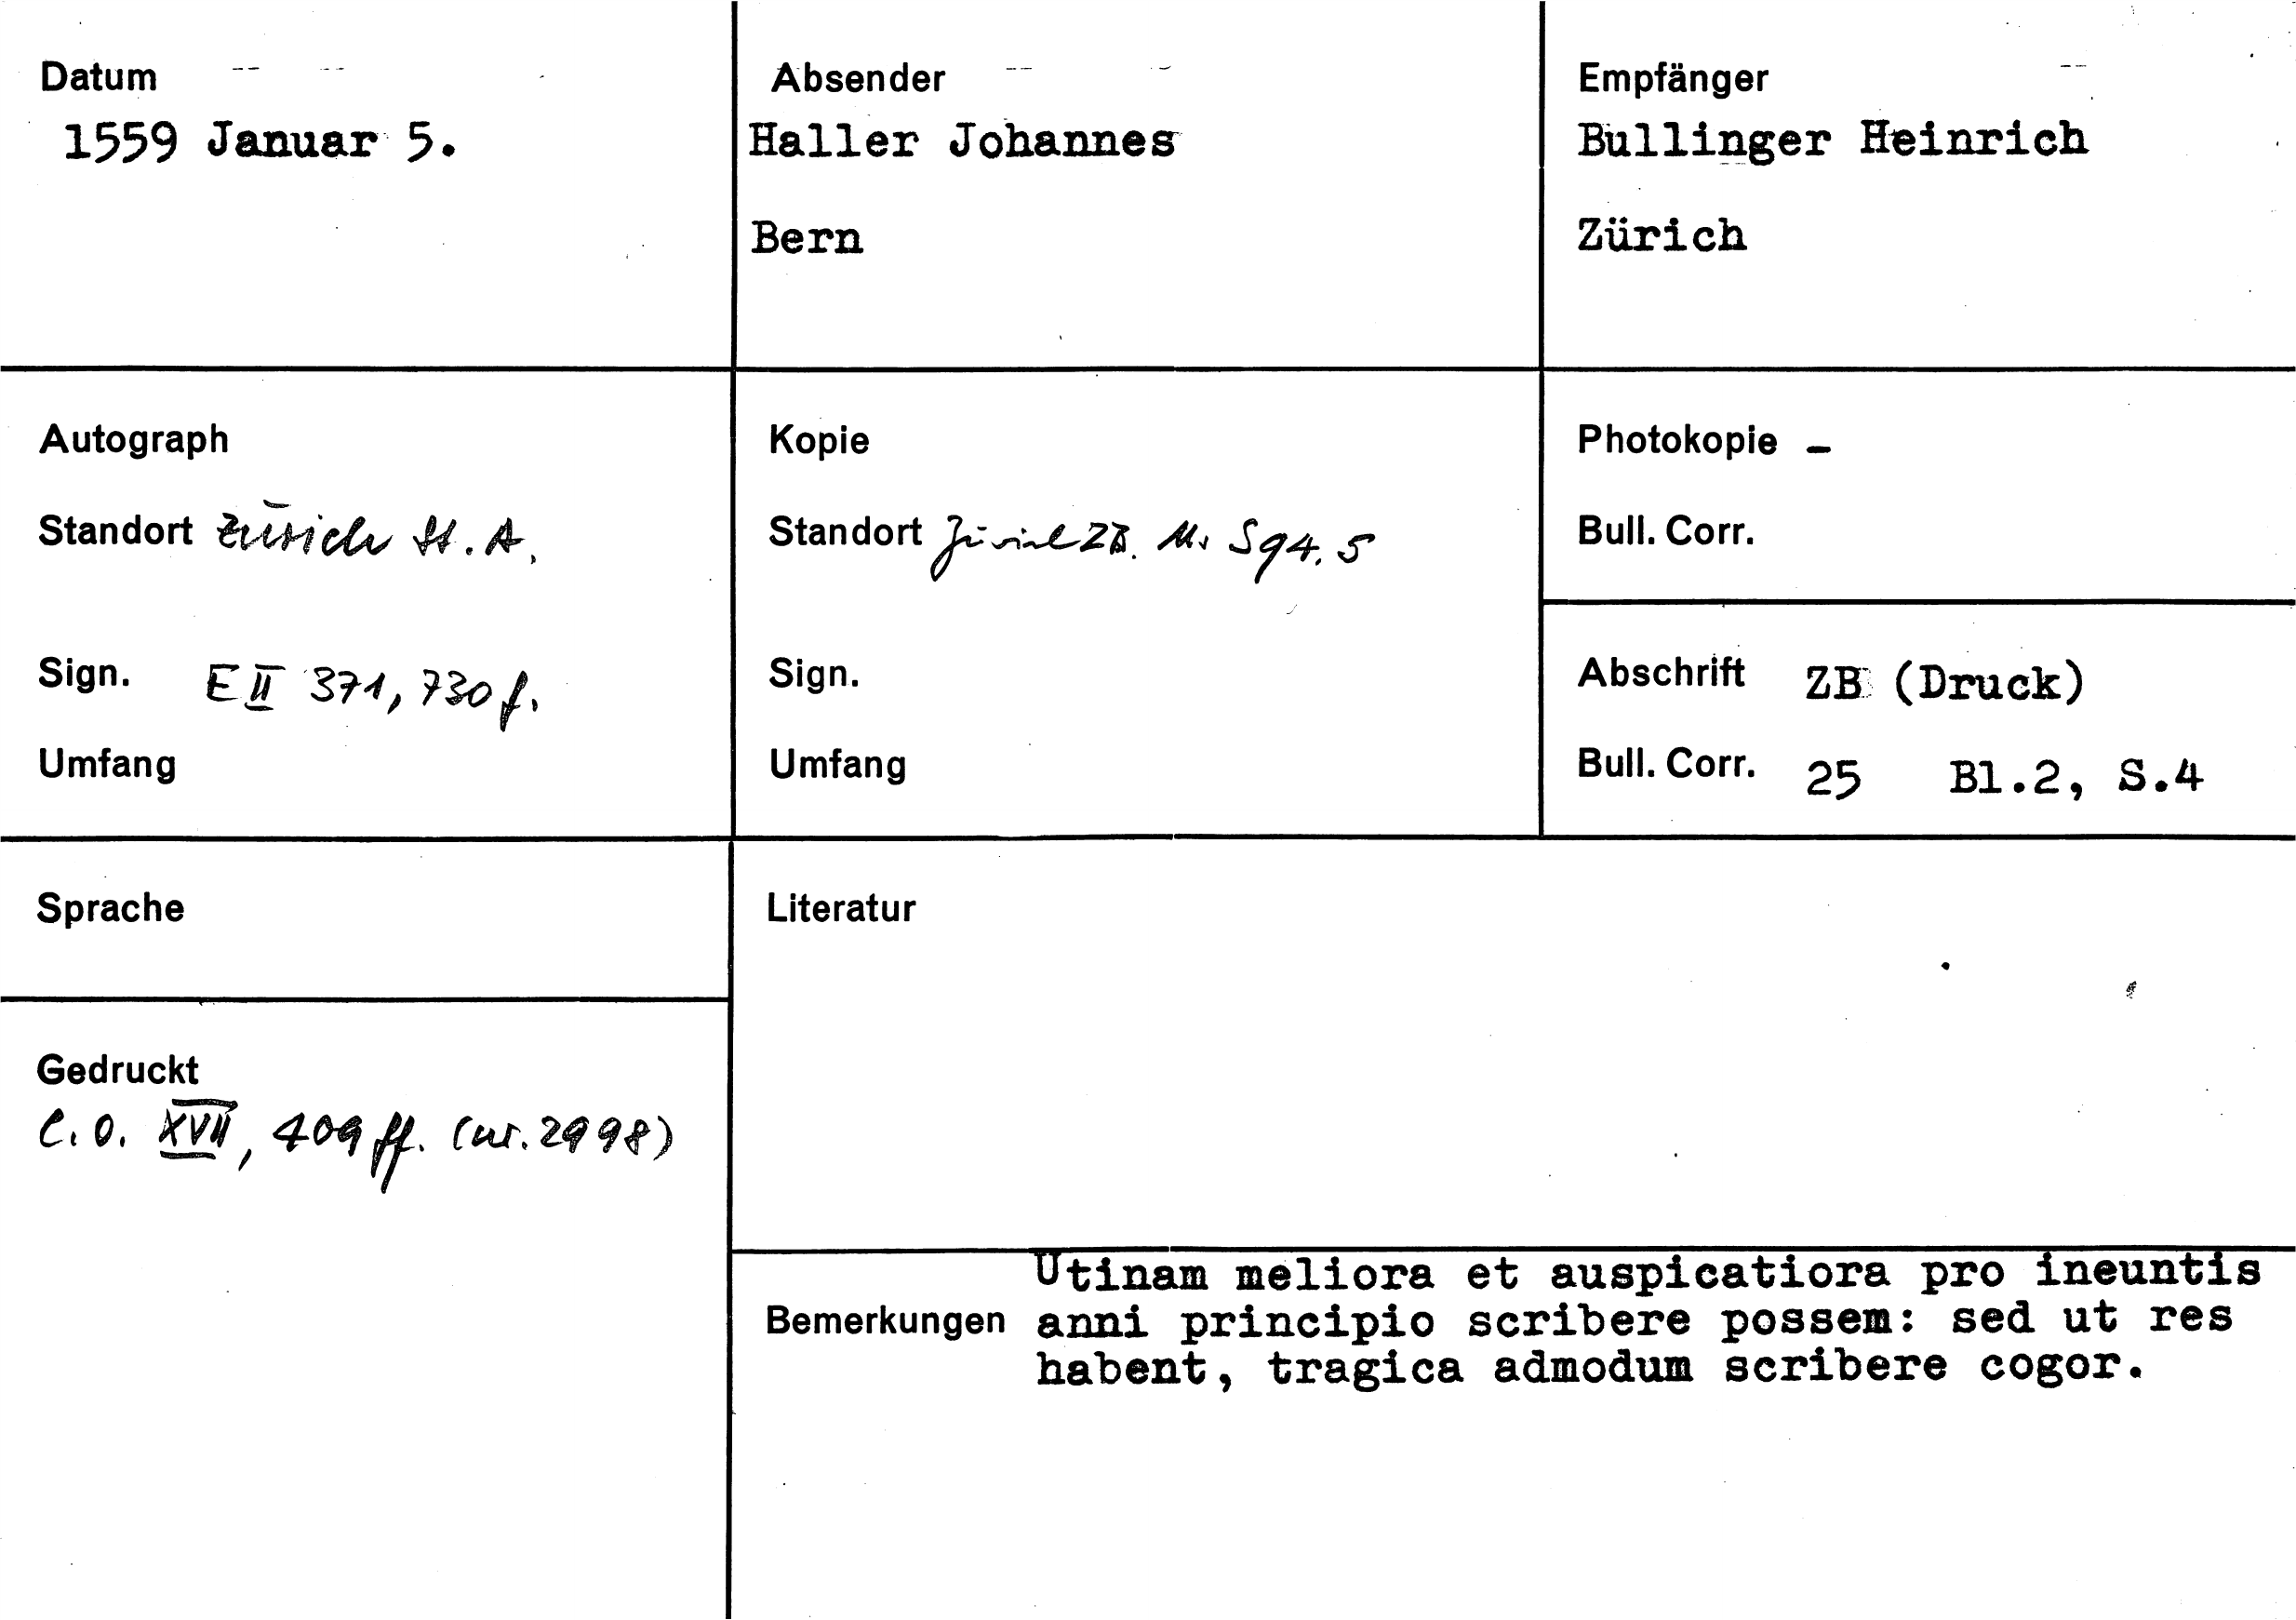 Datum
1559 Januar 5.
Absender
Haller Johannes
Bern
Empfänger
Bullinger Heinrich
Zürich
Autograph
Standort Zürich St. A.
Sign. E II 371, 730 f.
Umfang
Kopie
Standort Zürich ZB. Ms S 94. 5
Sign.
Umfang
Photokopie -
Bull. Corr.
Abschrift ZB (Druck)
Bull. Corr. 25 Bl.2, S.4
Sprache
Gedruckt
C. O. XVII, 409 ff. (nr. 2998)
Literatur
Bemerkungen
Utinam meliora et auspicatiora pro ineuntis
anni principio scribere possem: sed ut res
habent, tragica admodum scribere cogor.